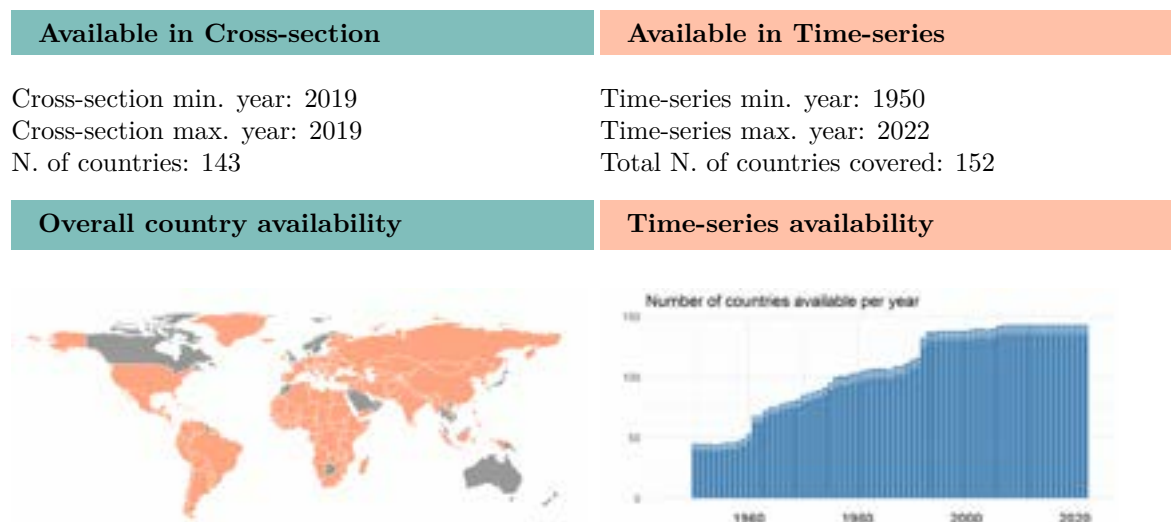 Available in Cross-section
Available in Time-series
Cross-section min. year: 2019
Cross-section max. year: 2019
N. of countries: 143
Time-series min. year: 1950
Time-series max. year: 2022
Total N. of countries covered: 152
Overall country availability
Time-series availability
Number of countries available per year
150
100
50
0
1960
1980
2000
2020